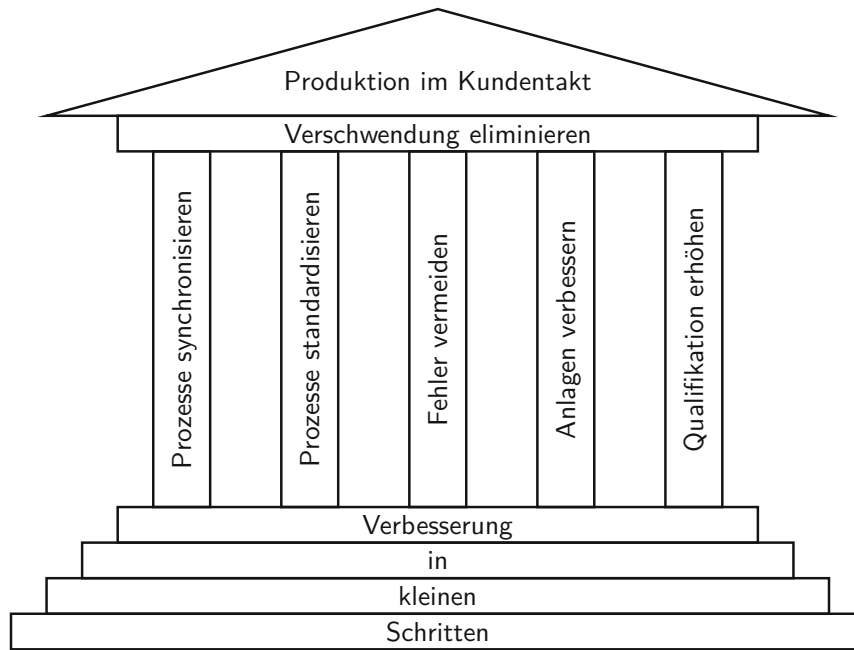 Produktion im Kundentakt
Verschwendung eliminieren
Prozesse synchronisieren
Prozesse standardisieren
Fehler vermeiden
Anlagen verbessern
Qualifikation erhöhen
Verbesserung
in
kleinen
Schritten